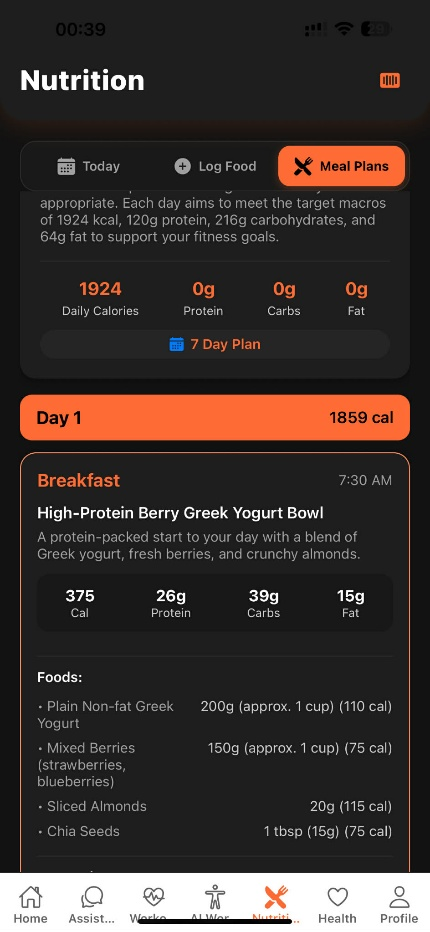 00:39
Nutrition
Today
Log Food
Meal Plans
appropriate. Each day aims to meet the target macros
of 1924 kcal, 120g protein, 216g carbohydrates, and
64g fat to support your fitness goals.
1924 0g 0g 0g
Daily Calories Protein Carbs Fat
7 Day Plan
Day 1 1859 cal
Breakfast 7:30 AM
High-Protein Berry Greek Yogurt Bowl
A protein-packed start to your day with a blend of
Greek yogurt, fresh berries, and crunchy almonds.
375 26g 39g 15g
Cal Protein Carbs Fat
Foods:
• Plain Non-fat Greek 200g (approx. 1 cup) (110 cal)
Yogurt
• Mixed Berries 150g (approx. 1 cup) (75 cal)
(strawberries,
blueberries)
• Sliced Almonds 20g (115 cal)
• Chia Seeds 1 tbsp (15g) (75 cal)
Home Assist... Worko... AI Wor... Nutriti... Health Profile